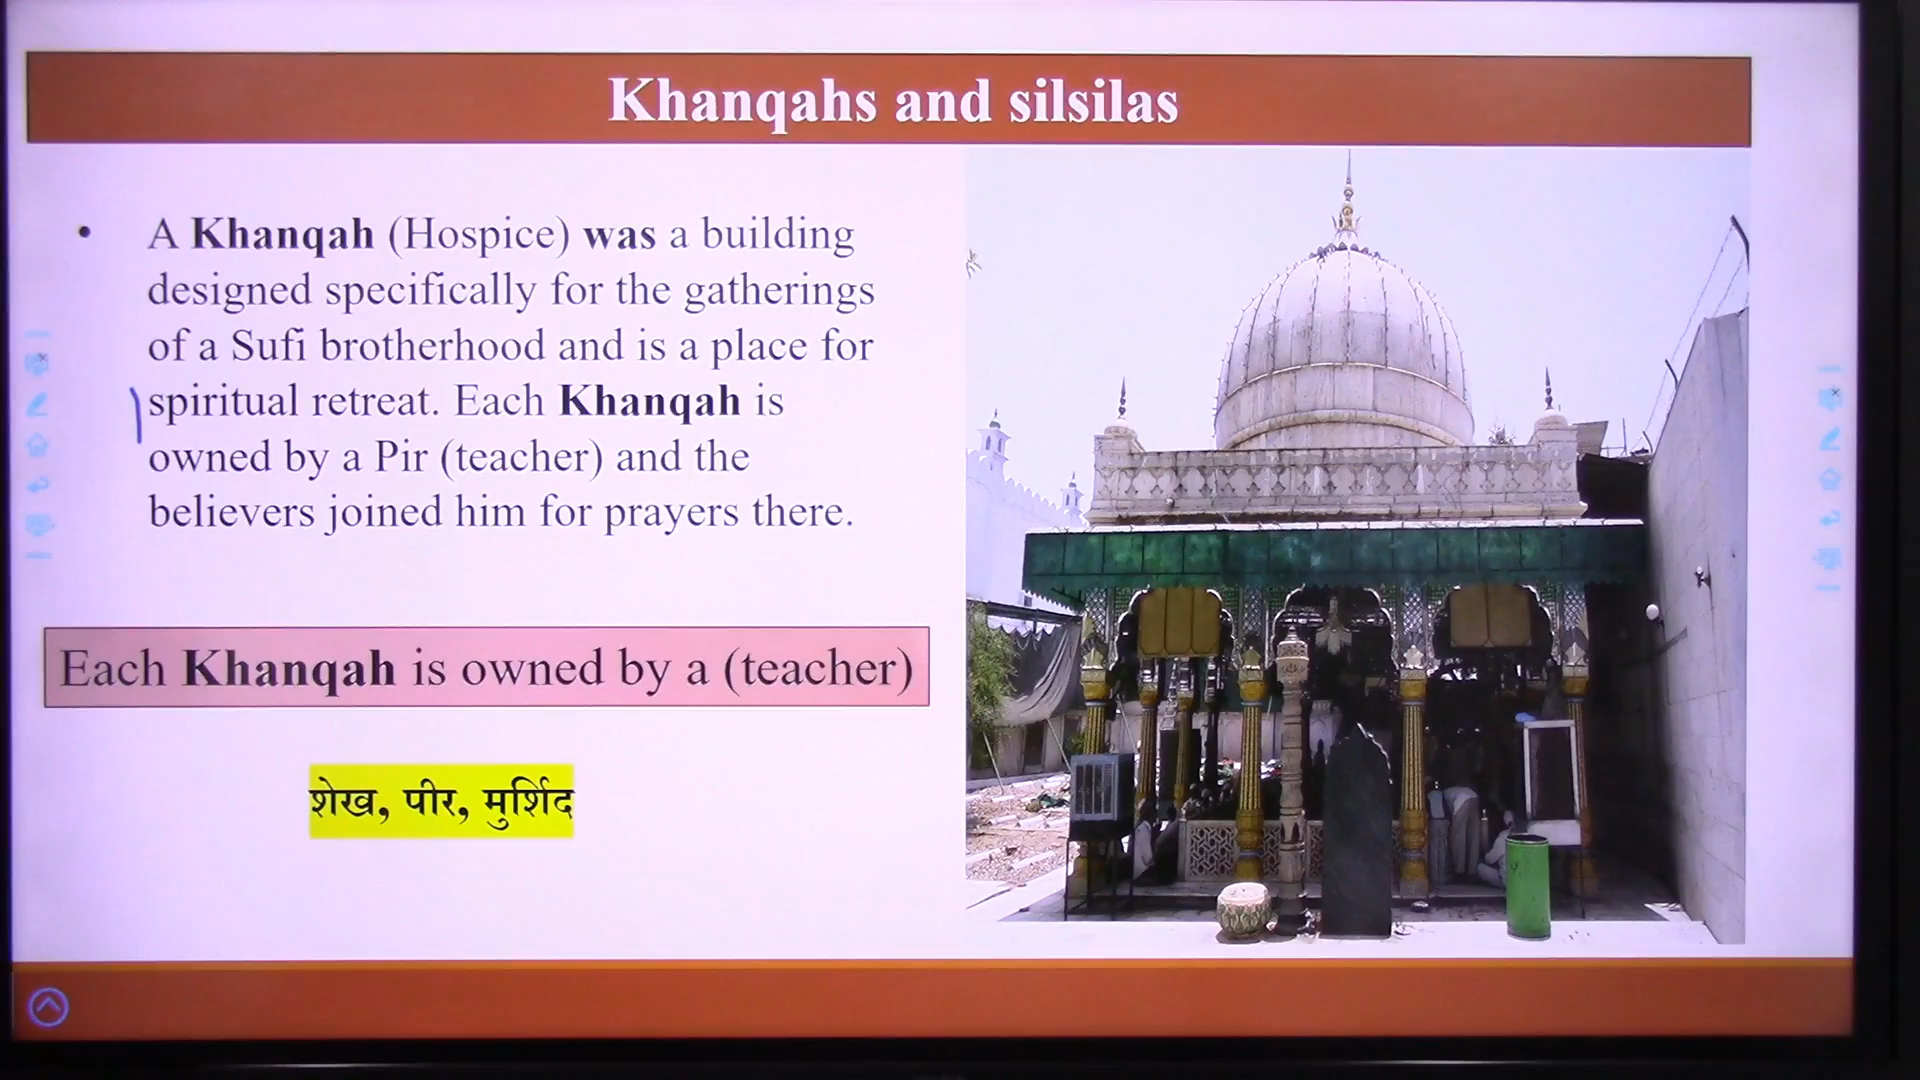 Khanqahs and silsilas
• A Khanqah (Hospice) was a building
designed specifically for the gatherings
of a Sufi brotherhood and is a place for
spiritual retreat. Each Khanqah is
owned by a Pir (teacher) and the
believers joined him for prayers there.
Each Khanqah is owned by a (teacher)
शेख, पीर, मुर्शिद